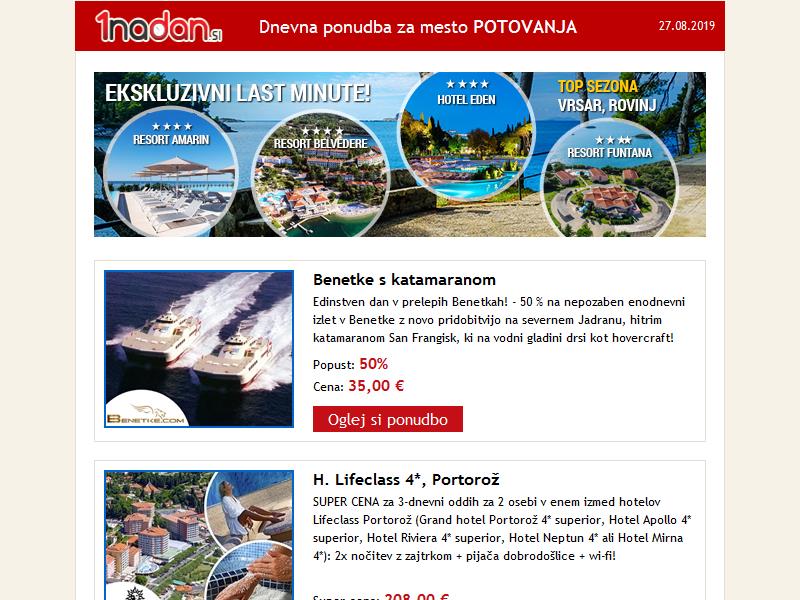 1nadan.SI
Dnevna ponudba za mesto POTOVANJA
27.08.2019
EKSKLUZIVNI LAST MINUTE!
TOP SEZONA
VRSAR, ROVINJ
★★★★
RESORT AMARIN
★★★★
RESORT BELVEDERE
★★★★
HOTEL EDEN
★★★★
RESORT FUNTANA
Benetke s katamaranom
Edinstven dan v prelepih Benetkah! - 50 % na nepozaben enodnevni
izlet v Benetke z novo pridobitvijo na severnem Jadranu, hitrim
katamaranom San Frangisk, ki na vodni gladini drsi kot hovercraft!
Popust: 50%
Cena: 35,00 €
Oglej si ponudbo
BENETKE.COM
H. Lifeclass 4*, Portorož
SUPER CENA za 3-dnevni oddih za 2 osebi v enem izmed hotelov
Lifeclass Portorož (Grand hotel Portorož 4* superior, Hotel Apollo 4*
superior, Hotel Riviera 4* superior, Hotel Neptun 4* ali Hotel Mirna
4*): 2x nočitev z zajtrkom + pijača dobrodošlice + wi-fi!
Super cena: 208,00 €